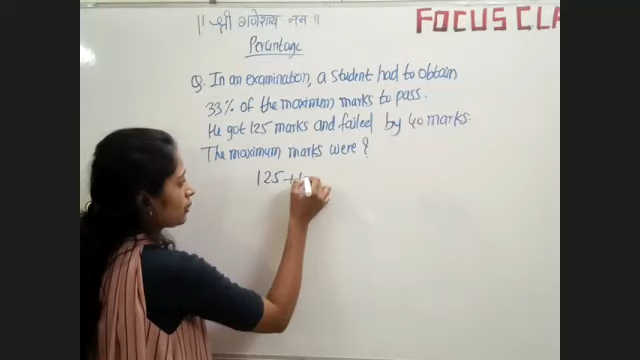 || श्री गणेशाय नम ||
FOCUS CLA
Percentage
Q. In an examination, a student had to obtain
33% of the maximum marks to pass.
He got 125 marks and failed by 40 marks.
The maximum marks were ?
125+